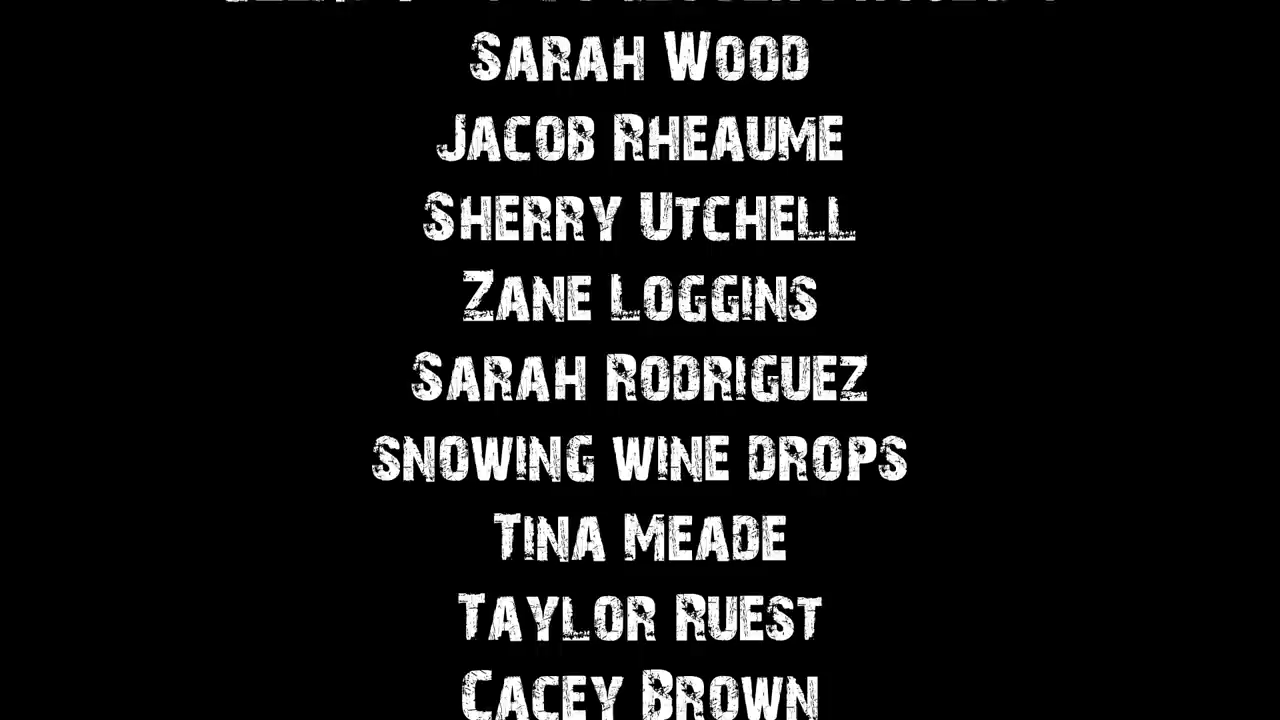 Sarah Wood
Jacob Rheaume
Sherry Utchell
Zane Loggins
Sarah Rodriguez
snowing wine drops
Tina Meade
Taylor Ruest
Cacey Brown